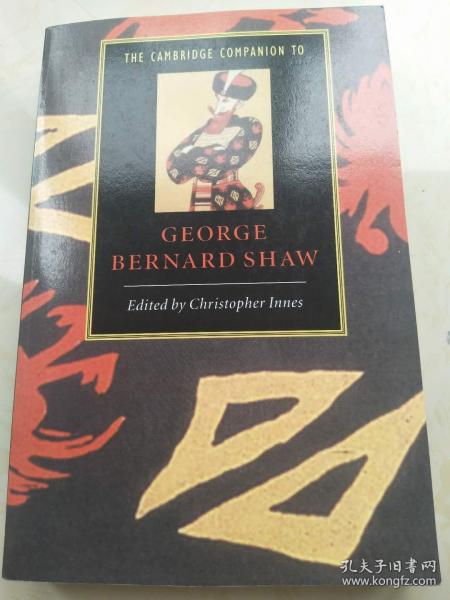 THE CAMBRIDGE COMPANION TO
GEORGE
BERNARD SHAW
Edited by Christopher Innes
孔夫子旧书网
www.kongfz.com